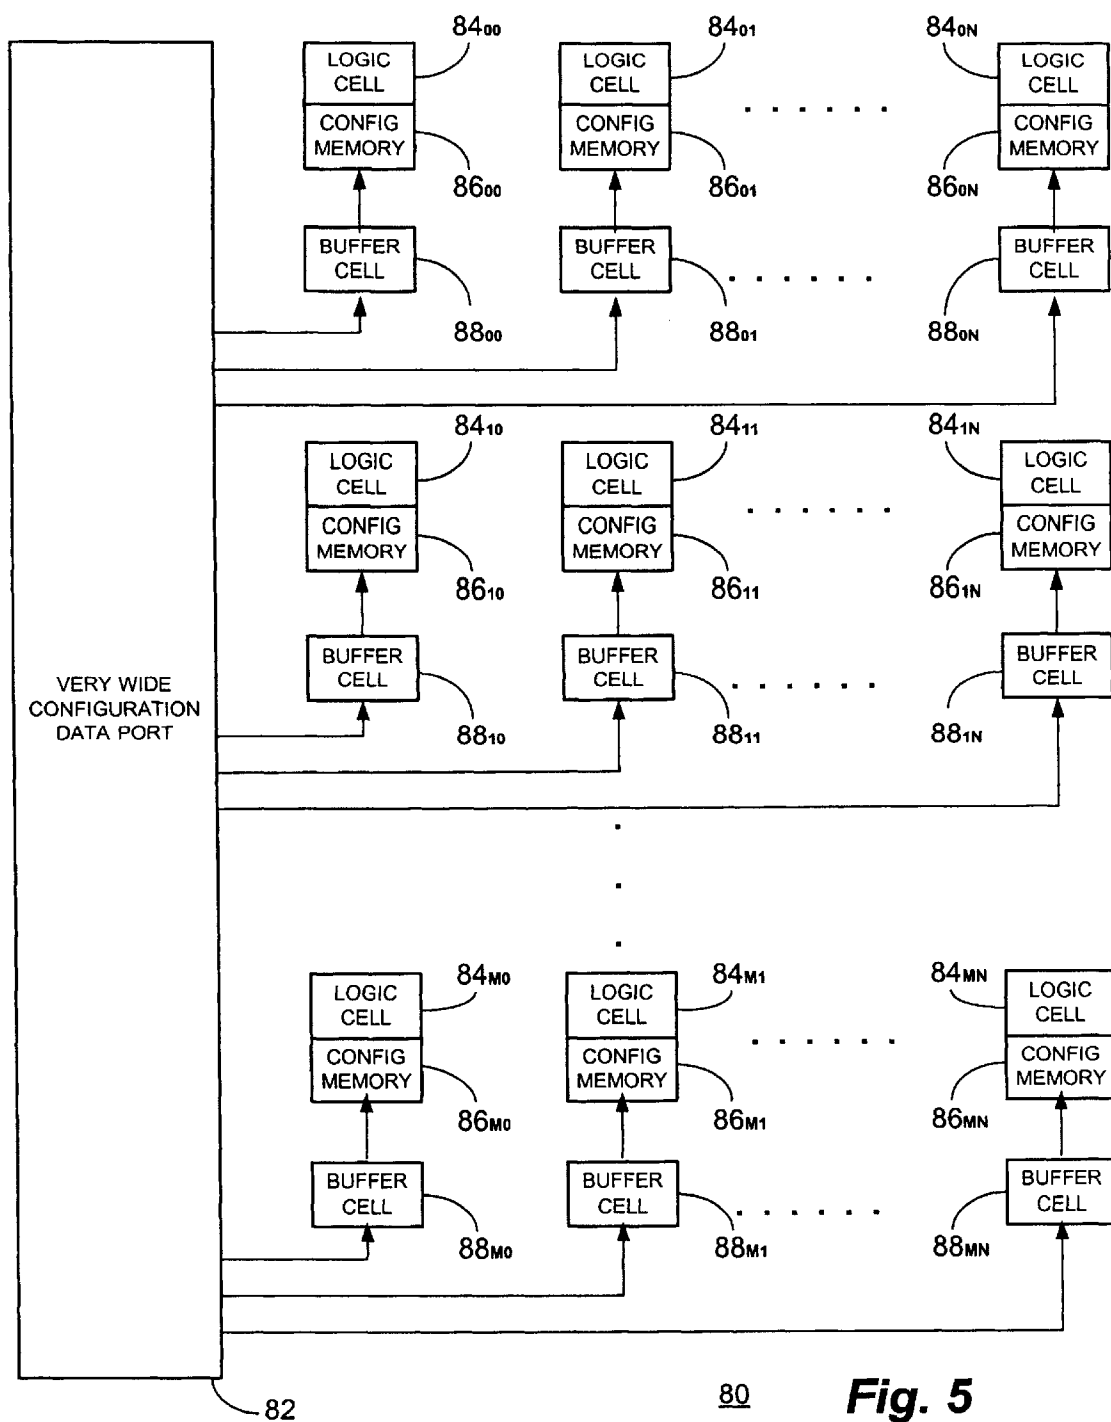 84₀₀ 84₀₁ 84₀N
LOGIC CELL LOGIC CELL LOGIC CELL
CONFIG MEMORY CONFIG MEMORY CONFIG MEMORY
86₀₀ 86₀₁ 86₀N
BUFFER CELL BUFFER CELL BUFFER CELL
88₀₀ 88₀₁ 88₀N
84₁₀ 84₁₁ 84₁N
LOGIC CELL LOGIC CELL LOGIC CELL
CONFIG MEMORY CONFIG MEMORY CONFIG MEMORY
86₁₀ 86₁₁ 86₁N
BUFFER CELL BUFFER CELL BUFFER CELL
VERY WIDE
CONFIGURATION
DATA PORT
88₁₀ 88₁₁ 88₁N
84M₀ 84M₁ 84MN
LOGIC CELL LOGIC CELL LOGIC CELL
CONFIG MEMORY CONFIG MEMORY CONFIG MEMORY
86M₀ 86M₁ 86MN
BUFFER CELL BUFFER CELL BUFFER CELL
88M₀ 88M₁ 88MN
82
80
Fig. 5